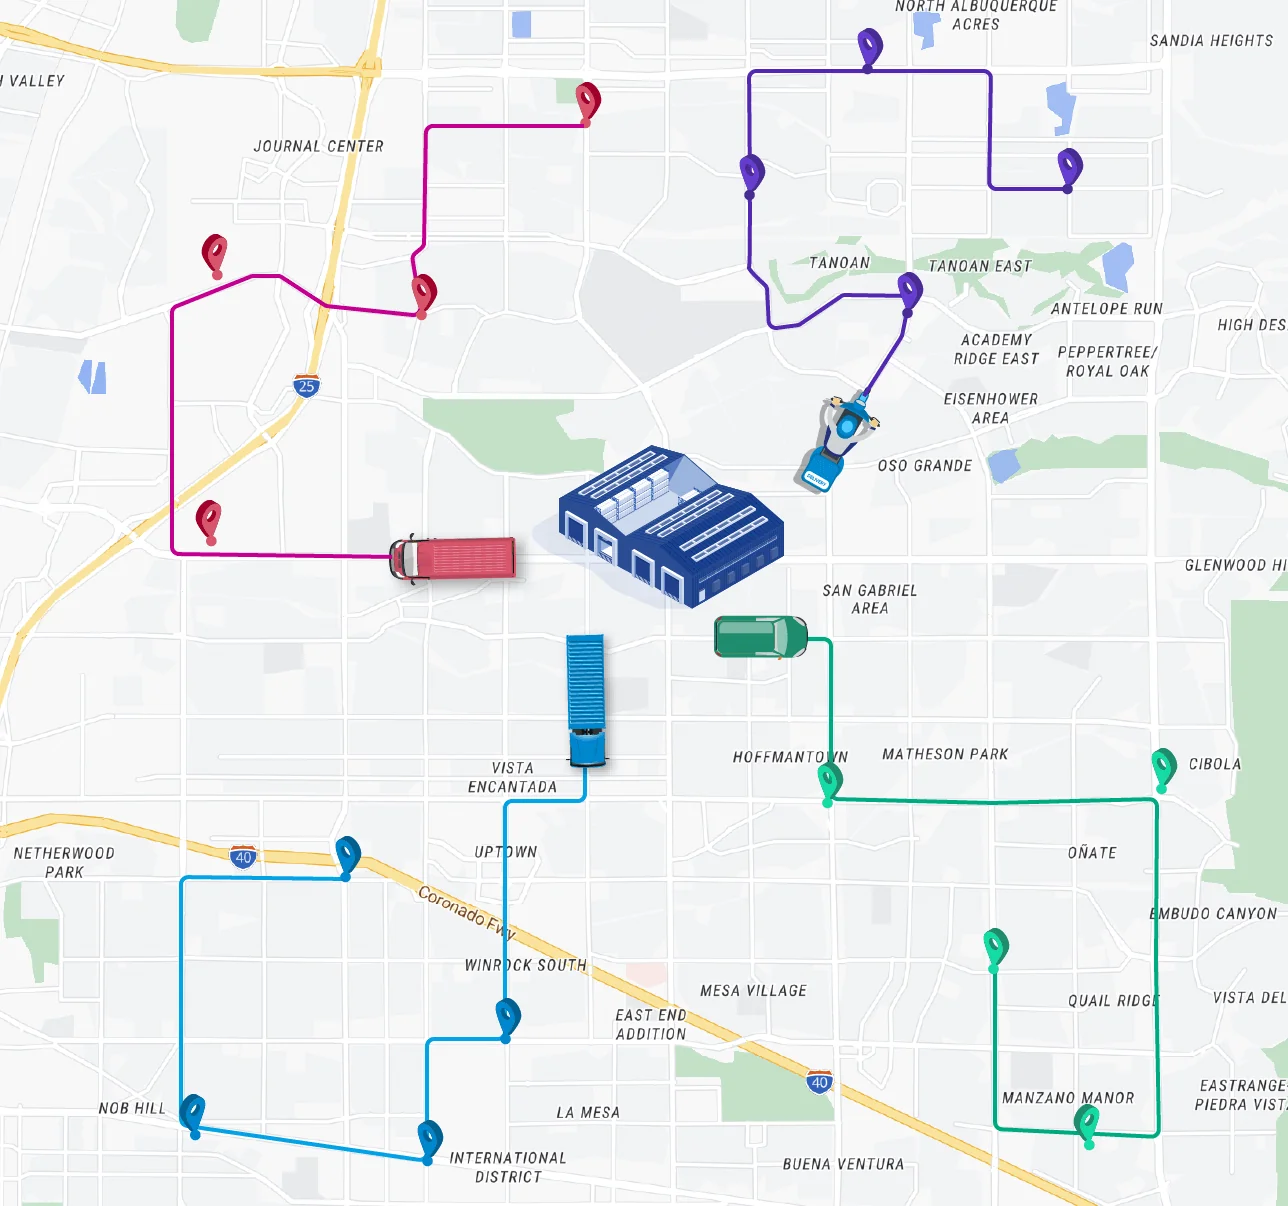 NORTH ALBUQUERQUE
ACRES
SANDIA HEIGHTS
VALLEY
JOURNAL CENTER
TANOAN
TANOAN EAST
ANTELOPE RUN
HIGH DES
ACADEMY
RIDGE EAST
PEPPERTREE/
ROYAL OAK
25
EISENHOWER
AREA
OSO GRANDE
DELIVERY
GLENWOOD HI
SAN GABRIEL
AREA
HOFFMANTOWN
MATHESON PARK
CIBOLA
VISTA
ENCANTADA
NETHERWOOD
PARK
40
UPTOWN
OÑATE
Coronado Fwy
EMBUDO CANYON
WINROCK SOUTH
MESA VILLAGE
QUAIL RIDGE
VISTA DEL
EAST END
ADDITION
40
NOB HILL
LA MESA
MANZANO MANOR
EASTRANGE
PIEDRA VISTA
INTERNATIONAL
DISTRICT
BUENA VENTURA